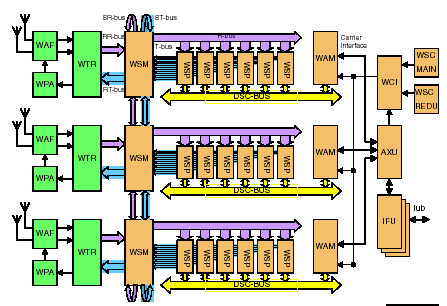 SR-bus
ST-bus
WAF
WTR
RR-bus
WSM
T-bus
R-bus
WAM
Carrier
interface
WPA
RT-bus
WSP
WSP
WSP
WSP
WSP
WSP
DSC-BUS
WCI
WSC
MAIN
WSC
REDU
WAF
WTR
WSM
WAM
WPA
WSP
WSP
WSP
WSP
WSP
WSP
DSC-BUS
AXU
WAF
WTR
WSM
WAM
WPA
WSP
WSP
WSP
WSP
WSP
WSP
DSC-BUS
IFU
Iub